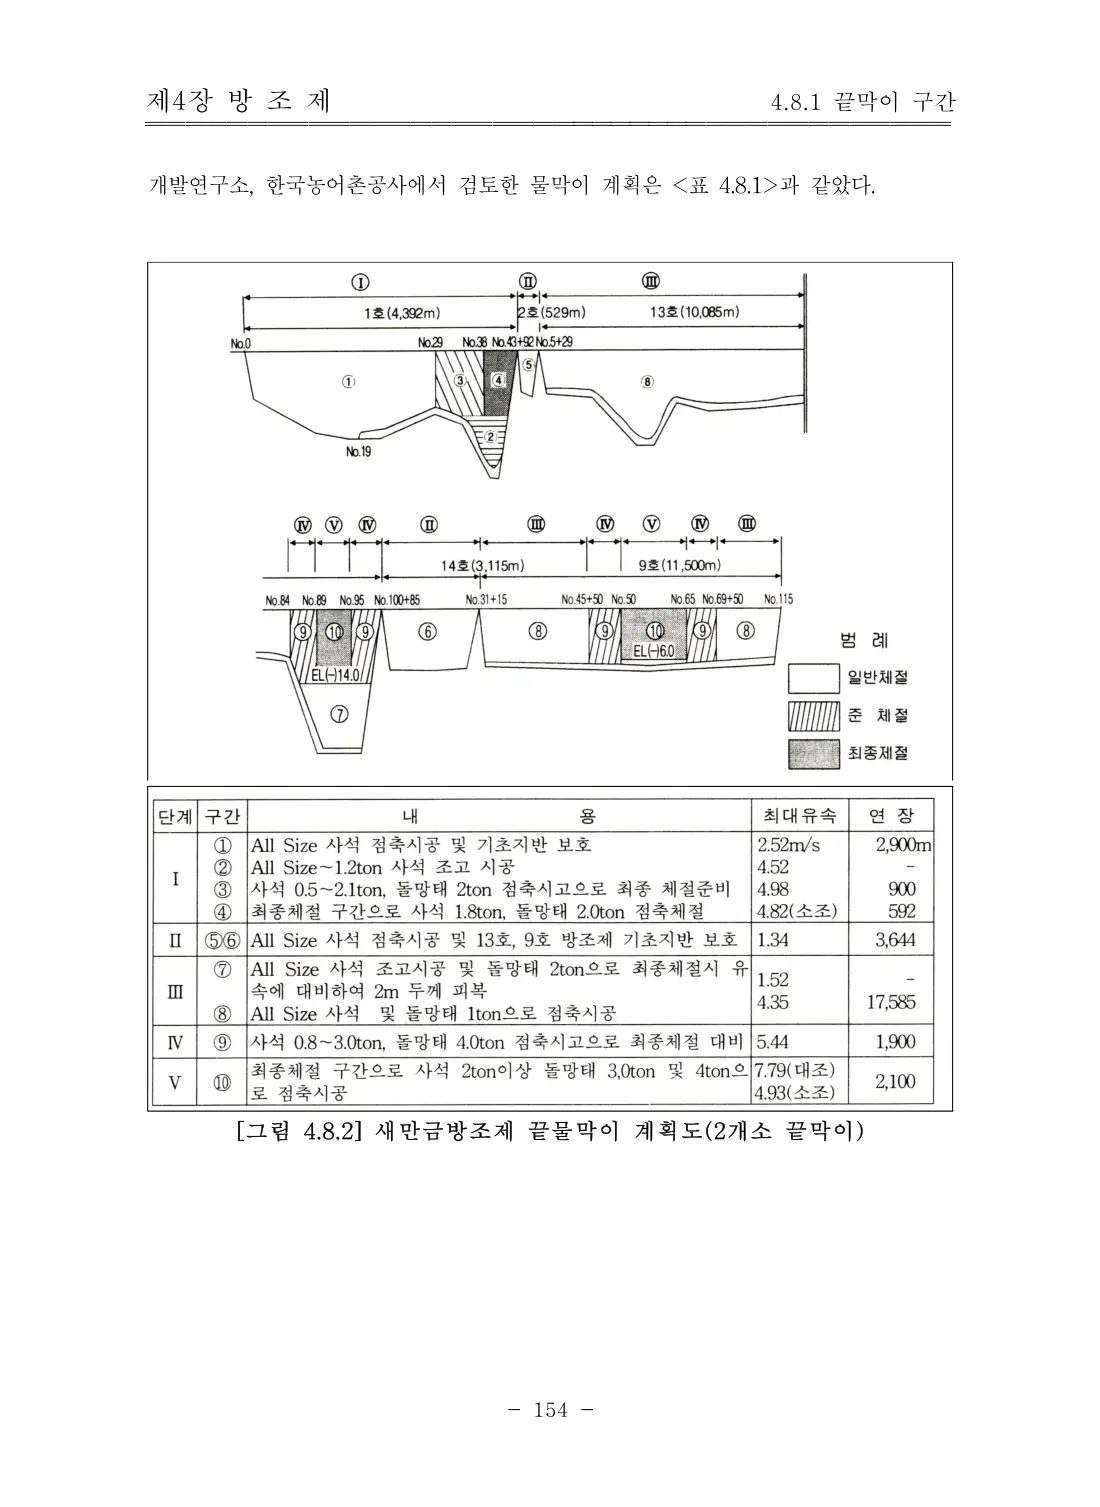 제4장 방 조 제
4.8.1 끝막이 구간
개발연구소, 한국농어촌공사에서 검토한 물막이 계획은 <표 4.8.1>과 같았다.
Ⅰ Ⅱ Ⅲ
1호(4,392m) 2호(529m) 13호(10,085m)
No.0 No.29 No.38 No.43+92 No.5+29
① ③ ④ ⑤ ⑧
②
No.19
Ⅳ Ⅴ Ⅳ Ⅱ Ⅲ Ⅳ Ⅴ Ⅳ Ⅲ
14호(3,115m) 9호(11,500m)
No.84 No.89 No.95 No.100+85 No.31+15 No.45+50 No.50 No.65 No.69+50 No.115
⑨ ⑩ ⑨ ⑥ ⑧ ⑨ ⑩ ⑨ ⑧
EL(-)6.0
EL(-)14.0
⑦
범 례
일반체절
준 체절
최종체절
단계 구간 내 용 최대유속 연 장
Ⅰ
① All Size 사석 점축시공 및 기초지반 보호 2.52m/s 2,900m
② All Size~1.2ton 사석 조고 시공 4.52 -
③ 사석 0.5~2.1ton, 돌망태 2ton 점축시고으로 최종 체절준비 4.98 900
④ 최종체절 구간으로 사석 1.8ton, 돌망태 2.0ton 점축체절 4.82(소조) 592
Ⅱ ⑤⑥ All Size 사석 점축시공 및 13호, 9호 방조제 기초지반 보호 1.34 3,644
Ⅲ
⑦ All Size 사석 조고시공 및 돌망태 2ton으로 최종체절시 유
속에 대비하여 2m 두께 피복 1.52 -
⑧ All Size 사석 및 돌망태 1ton으로 점축시공 4.35 17,585
Ⅳ ⑨ 사석 0.8~3.0ton, 돌망태 4.0ton 점축시고으로 최종체절 대비 5.44 1,900
Ⅴ ⑩ 최종체절 구간으로 사석 2ton이상 돌망태 3,0ton 및 4ton으 7.79(대조) 2,100
로 점축시공 4.93(소조)
[그림 4.8.2] 새만금방조제 끝물막이 계획도(2개소 끝막이)
- 154 -